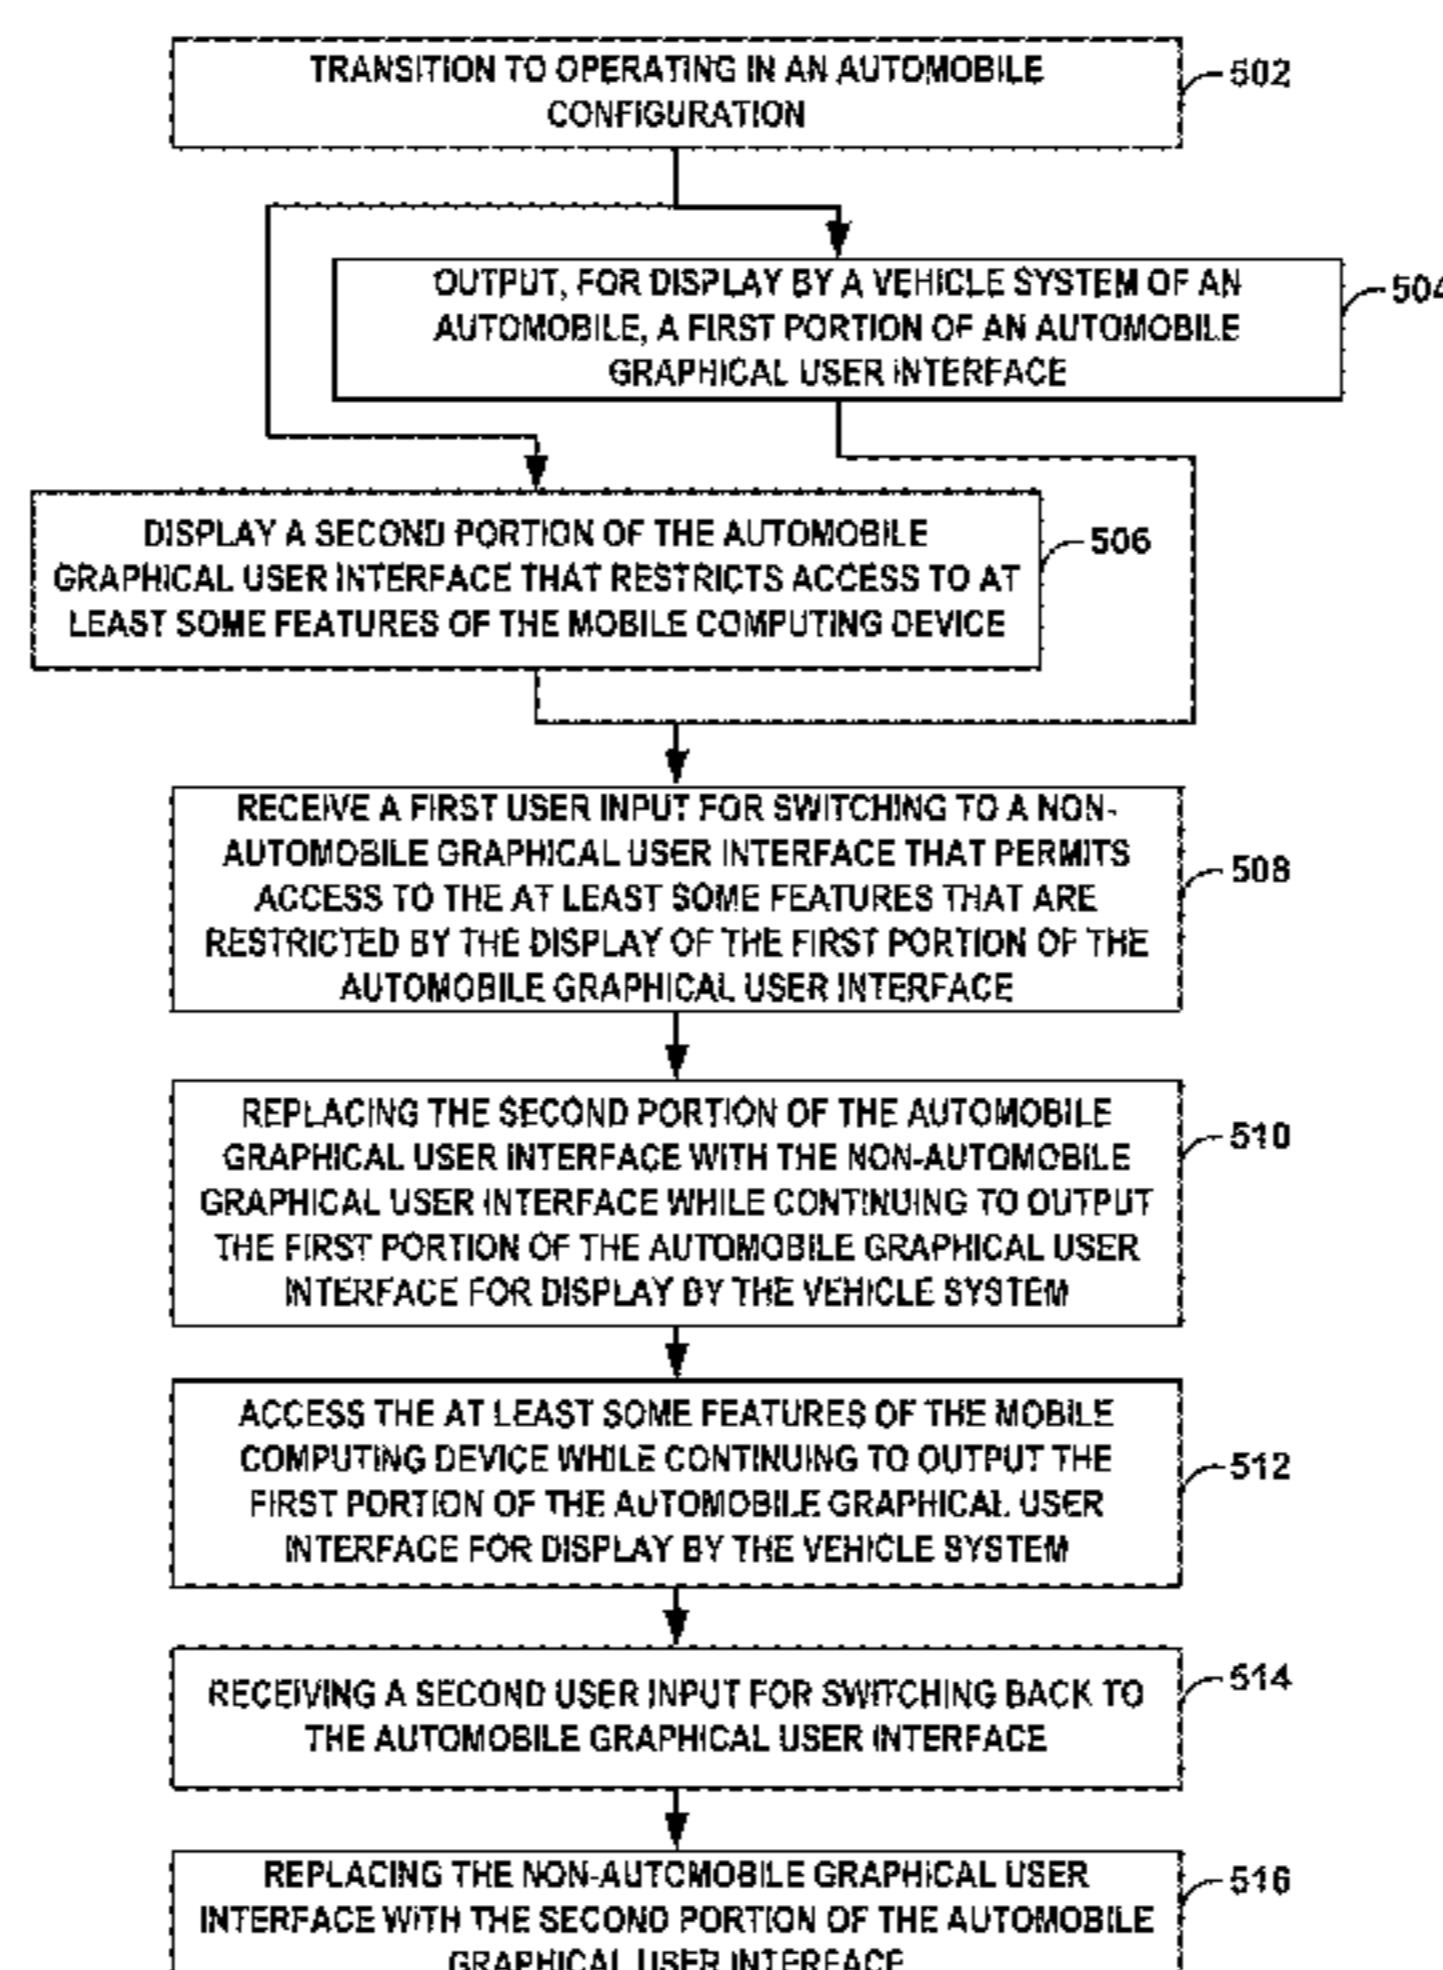 TRANSITION TO OPERATING IN AN AUTOMOBILE
CONFIGURATION
502
OUTPUT, FOR DISPLAY BY A VEHICLE SYSTEM OF AN
AUTOMOBILE, A FIRST PORTION OF AN AUTOMOBILE
GRAPHICAL USER INTERFACE
504
DISPLAY A SECOND PORTION OF THE AUTOMOBILE
GRAPHICAL USER INTERFACE THAT RESTRICTS ACCESS TO AT
LEAST SOME FEATURES OF THE MOBILE COMPUTING DEVICE
506
RECEIVE A FIRST USER INPUT FOR SWITCHING TO A NON-
AUTOMOBILE GRAPHICAL USER INTERFACE THAT PERMITS
ACCESS TO THE AT LEAST SOME FEATURES THAT ARE
RESTRICTED BY THE DISPLAY OF THE FIRST PORTION OF THE
AUTOMOBILE GRAPHICAL USER INTERFACE
508
REPLACING THE SECOND PORTION OF THE AUTOMOBILE
GRAPHICAL USER INTERFACE WITH THE NON-AUTOMOBILE
GRAPHICAL USER INTERFACE WHILE CONTINUING TO OUTPUT
THE FIRST PORTION OF THE AUTOMOBILE GRAPHICAL USER
INTERFACE FOR DISPLAY BY THE VEHICLE SYSTEM
510
ACCESS THE AT LEAST SOME FEATURES OF THE MOBILE
COMPUTING DEVICE WHILE CONTINUING TO OUTPUT THE
FIRST PORTION OF THE AUTOMOBILE GRAPHICAL USER
INTERFACE FOR DISPLAY BY THE VEHICLE SYSTEM
512
RECEIVING A SECOND USER INPUT FOR SWITCHING BACK TO
THE AUTOMOBILE GRAPHICAL USER INTERFACE
514
REPLACING THE NON-AUTOMOBILE GRAPHICAL USER
INTERFACE WITH THE SECOND PORTION OF THE AUTOMOBILE
GRAPHICAL USER INTERFACE
516